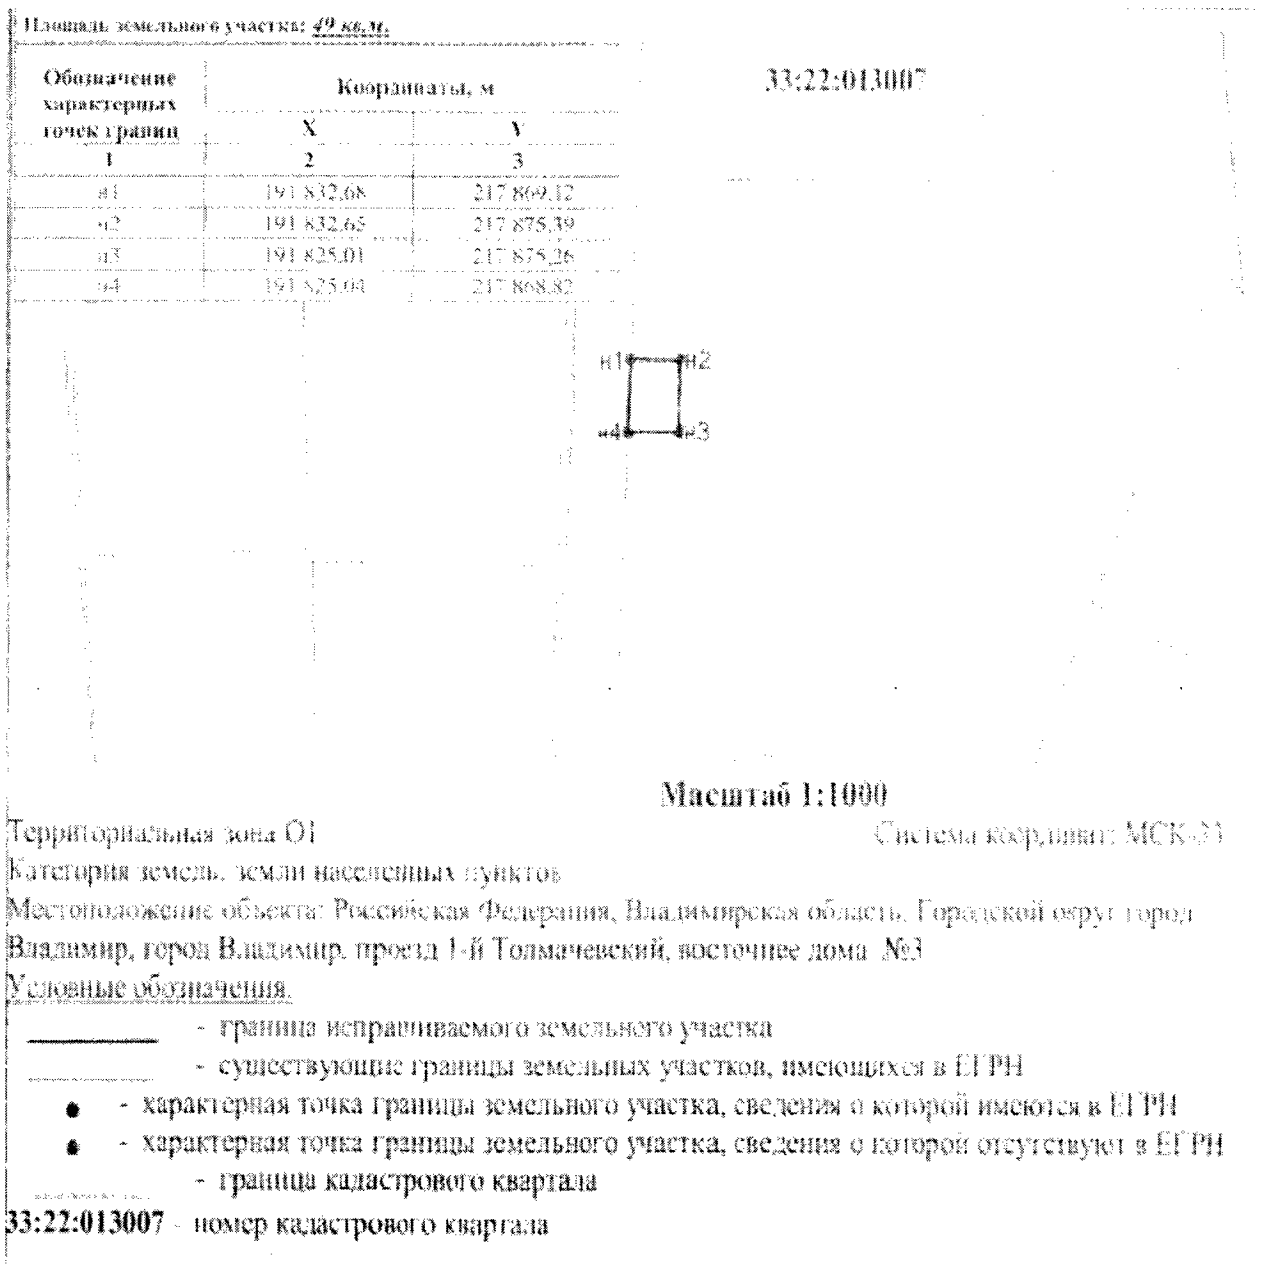 Площадь земельного участка: 49 кв.м.
Обозначение характерных точек границ
Координаты, м
X Y
1 2 3
н1 191 832,68 217 869,12
н2 191 832,65 217 875,39
н3 191 825,01 217 875,26
н4 191 825,04 217 868,82
33:22:013007
н1 н2
н4 н3
Масштаб 1:1000
Территориальная зона О1 Система координат: МСК-33
Категория земель: земли населенных пунктов
Местоположение объекта: Российская Федерация, Владимирская область, Городской округ город
Владимир, город Владимир, проезд 1-й Толмачевский, восточнее дома №3
Условные обозначения.
- граница испрашиваемого земельного участка
- существующие границы земельных участков, имеющихся в ЕГРН
- характерная точка границы земельного участка, сведения о которой имеются в ЕГРН
- характерная точка границы земельного участка, сведения о которой отсутствуют в ЕГРН
- граница кадастрового квартала
33:22:013007 - номер кадастрового квартала